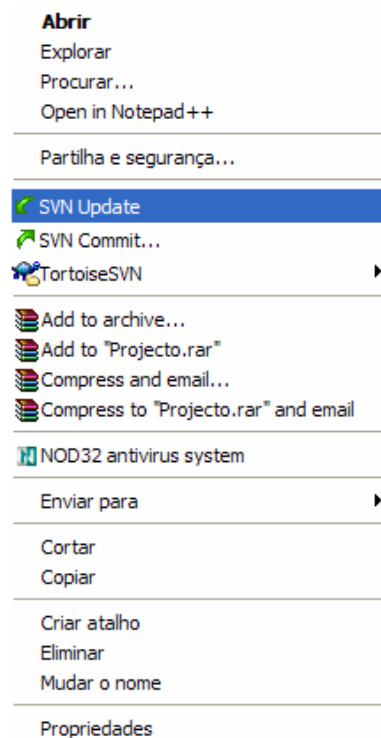 Abrir
Explorar
Procurar...
Open in Notepad++
Partilha e segurança...
SVN Update
SVN Commit...
TortoiseSVN
Add to archive...
Add to "Projecto.rar"
Compress and email...
Compress to "Projecto.rar" and email
NOD32 antivirus system
Enviar para
Cortar
Copiar
Criar atalho
Eliminar
Mudar o nome
Propriedades